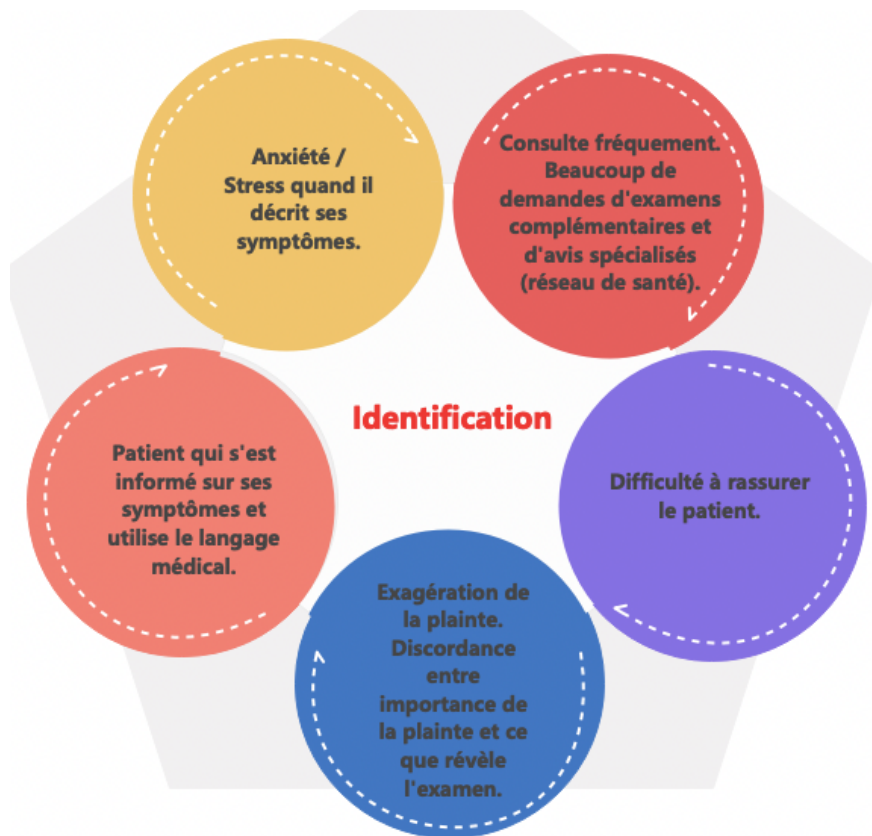 Anxiété /
Stress quand il
décrit ses
symptômes.
Consulte fréquement.
Beaucoup de
demandes d'examens
complémentaires et
d'avis spécialisés
(réseau de santé).
Identification
Patient qui s'est
informé sur ses
symptômes et
utilise le langage
médical.
Difficulté à rassurer
le patient.
Exagération de
la plainte.
Discordance
entre
importance de
la plainte et ce
que révèle
l'examen.